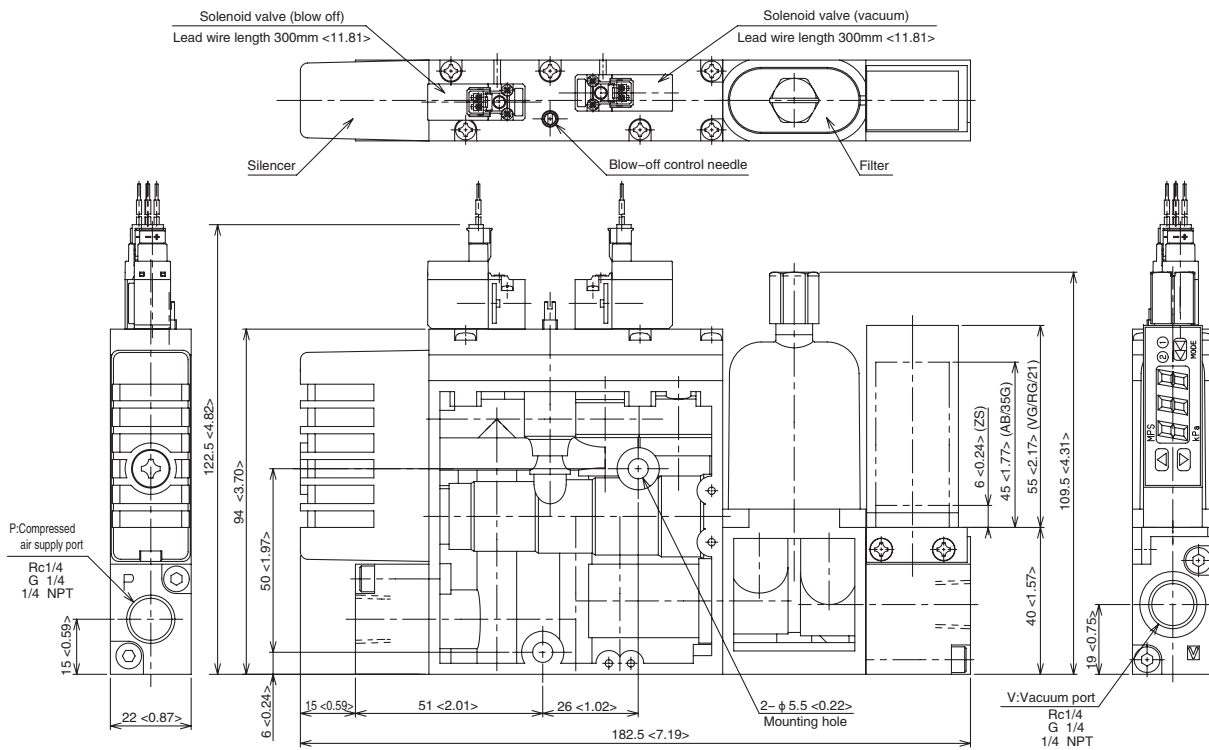 Solenoid valve (blow off)
Lead wire length 300mm <11.81>
Solenoid valve (vacuum)
Lead wire length 300mm <11.81>
Silencer
Blow–off control needle
Filter
P:Compressed
air supply port
Rc1/4
G 1/4
1/4 NPT
P
15 <0.59>
22 <0.87>
122.5 <4.82>
94 <3.70>
50 <1.97>
6 <0.24>
15 <0.59>
51 <2.01>
26 <1.02>
182.5 <7.19>
2– ϕ 5.5 <0.22>
Mounting hole
6 <0.24> (ZS)
45 <1.77> (AB/35G)
55 <2.17> (VG/RG/21)
40 <1.57>
109.5 <4.31>
– +
– +
② ①
MODE
MPS
kPa
19 <0.75>
V
V:Vacuum port
Rc1/4
G 1/4
1/4 NPT